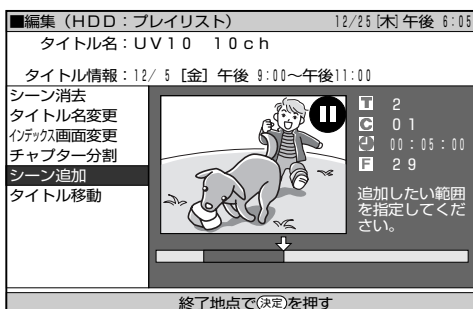 ■編集（HDD：プレイリスト） 12/25[木]午後 6:05
タイトル名：UV10 10ch
タイトル情報：12/ 5 [金] 午後 9:00～午後11:00
シーン消去
タイトル名変更
インデックス画面変更
チャプター分割
シーン追加
タイトル移動
T 2
C 01
00：05：00
F 29
追加したい範囲
を指定してくだ
さい。
終了地点で決定を押す